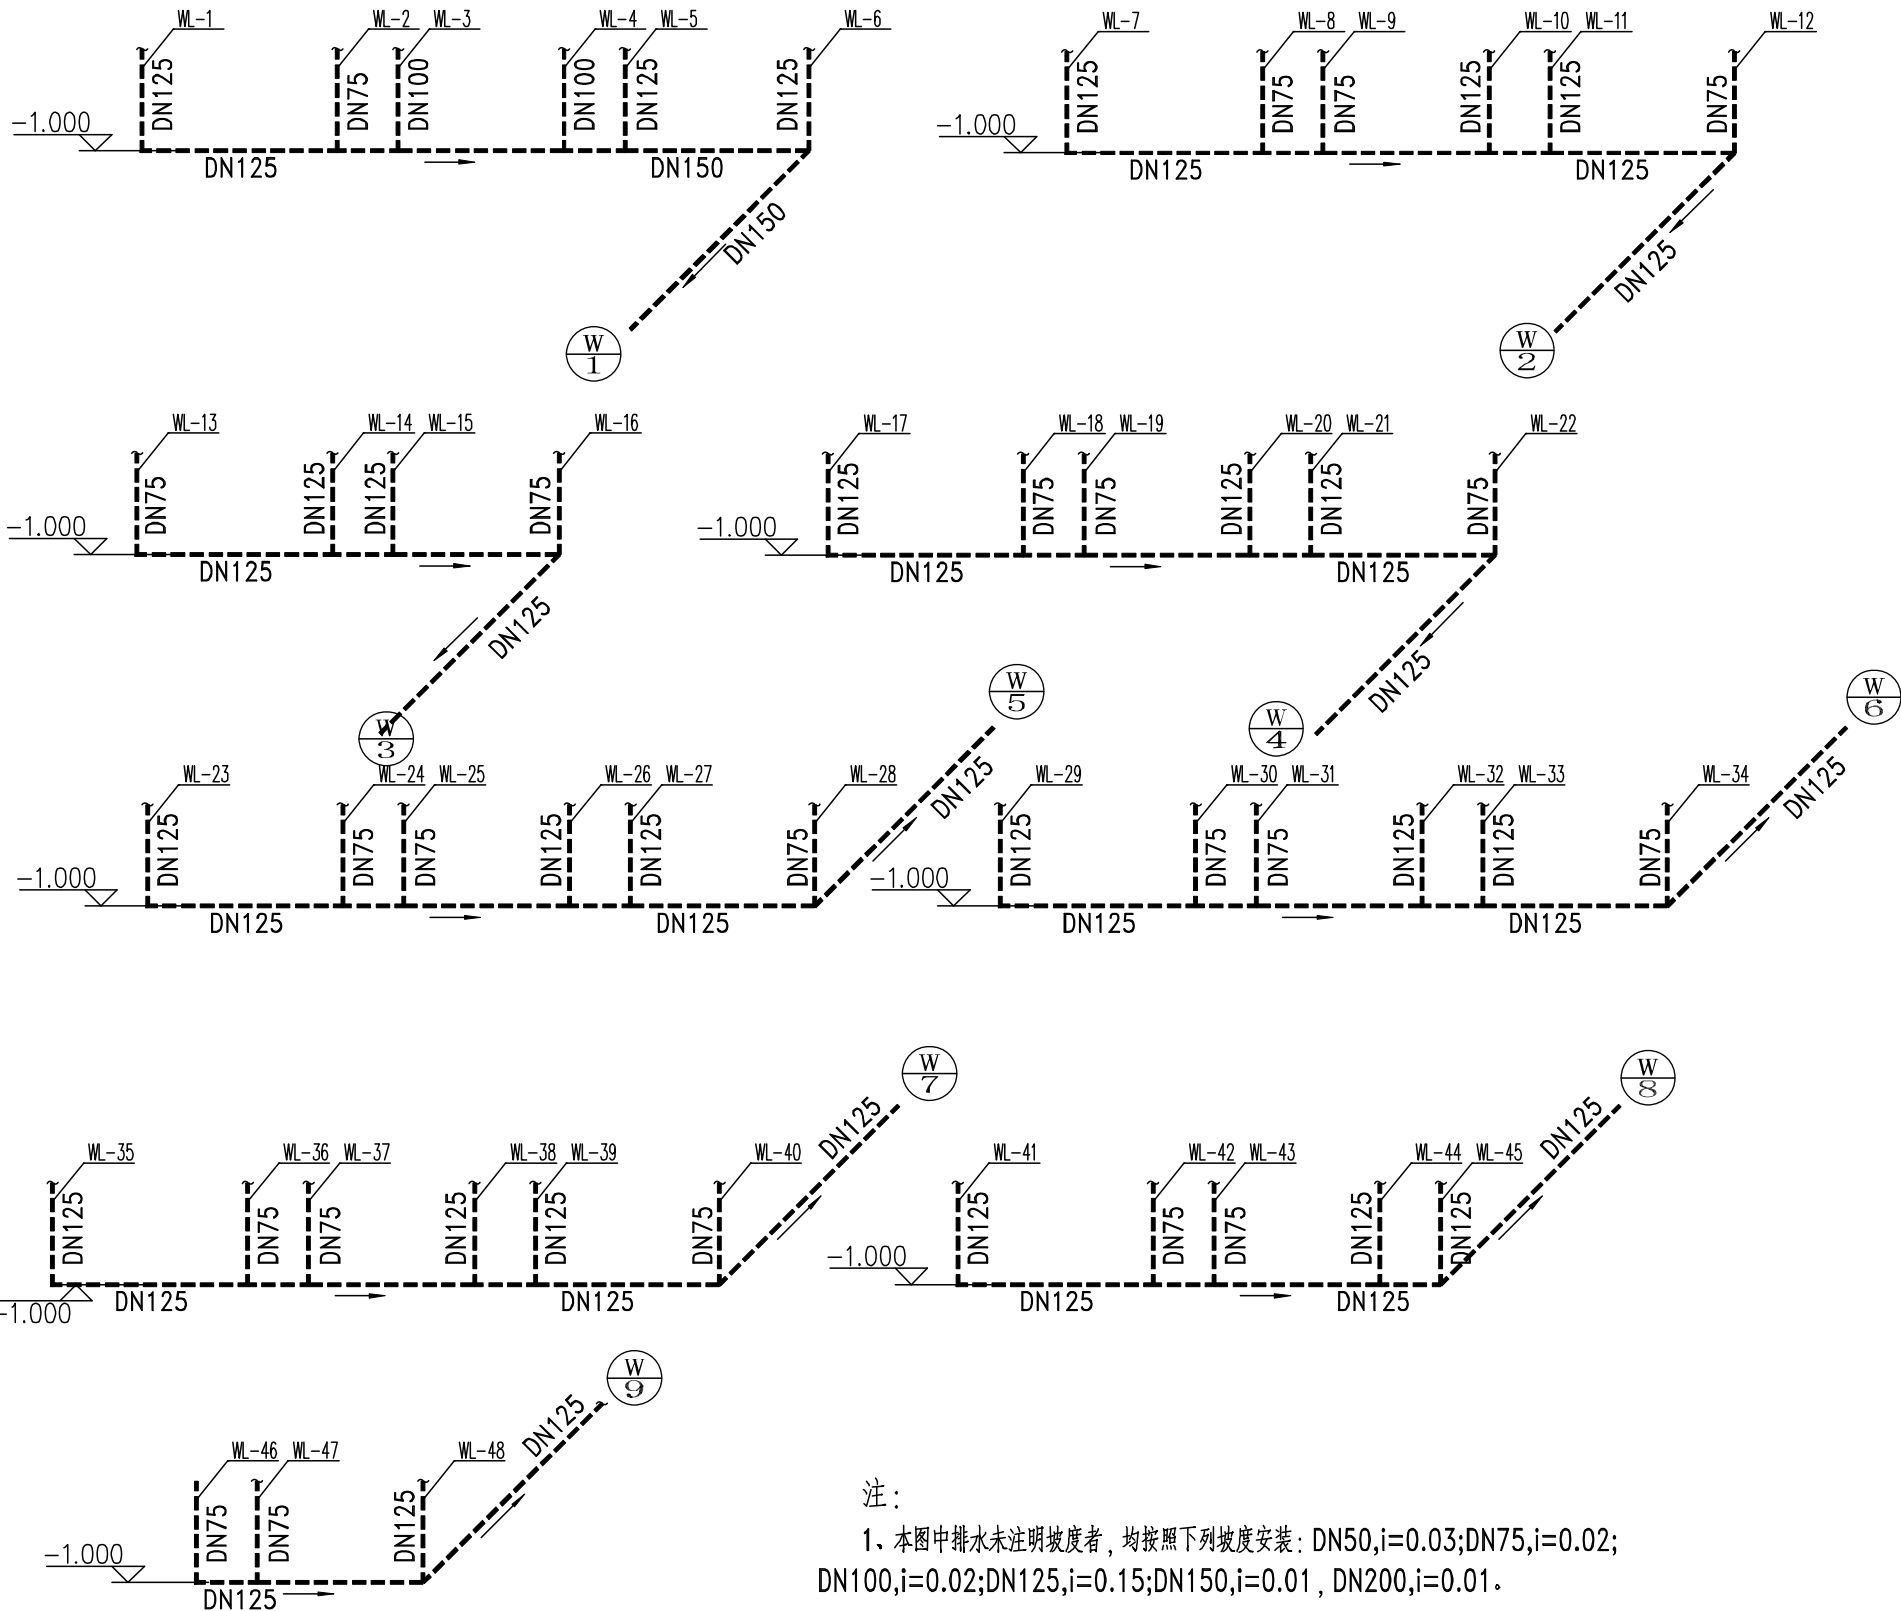 WL-1 WL-2 WL-3 WL-4 WL-5 WL-6
DN125 DN75 DN100 DN100 DN125 DN125
-1.000
DN125 DN150
DN150
W
1
WL-7 WL-8 WL-9 WL-10 WL-11 WL-12
DN125 DN75 DN75 DN125 DN125 DN75
-1.000
DN125 DN125
DN125
W
2
WL-13 WL-14 WL-15 WL-16
DN75 DN125 DN125 DN75
-1.000
DN125
DN125
W
3
WL-17 WL-18 WL-19 WL-20 WL-21 WL-22
DN125 DN75 DN75 DN125 DN125 DN75
-1.000
DN125 DN125
DN125
W
4
WL-23 WL-24 WL-25 WL-26 WL-27 WL-28
DN125 DN75 DN75 DN125 DN125 DN75
-1.000
DN125 DN125
DN125
W
5
WL-29 WL-30 WL-31 WL-32 WL-33 WL-34
DN125 DN75 DN75 DN125 DN125 DN75
-1.000
DN125 DN125
DN125
W
6
WL-35 WL-36 WL-37 WL-38 WL-39 WL-40
DN125 DN75 DN75 DN125 DN125 DN75
-1.000
DN125 DN125
DN125
W
7
WL-41 WL-42 WL-43 WL-44 WL-45
DN125 DN75 DN75 DN125 DN125
-1.000
DN125 DN125
DN125
W
8
WL-46 WL-47 WL-48
DN75 DN75 DN125
-1.000
DN125
DN125
W
9
注：
1、本图中排水未注明坡度者，均按照下列坡度安装：DN50,i=0.03;DN75,i=0.02;
DN100,i=0.02;DN125,i=0.15;DN150,i=0.01，DN200,i=0.01。